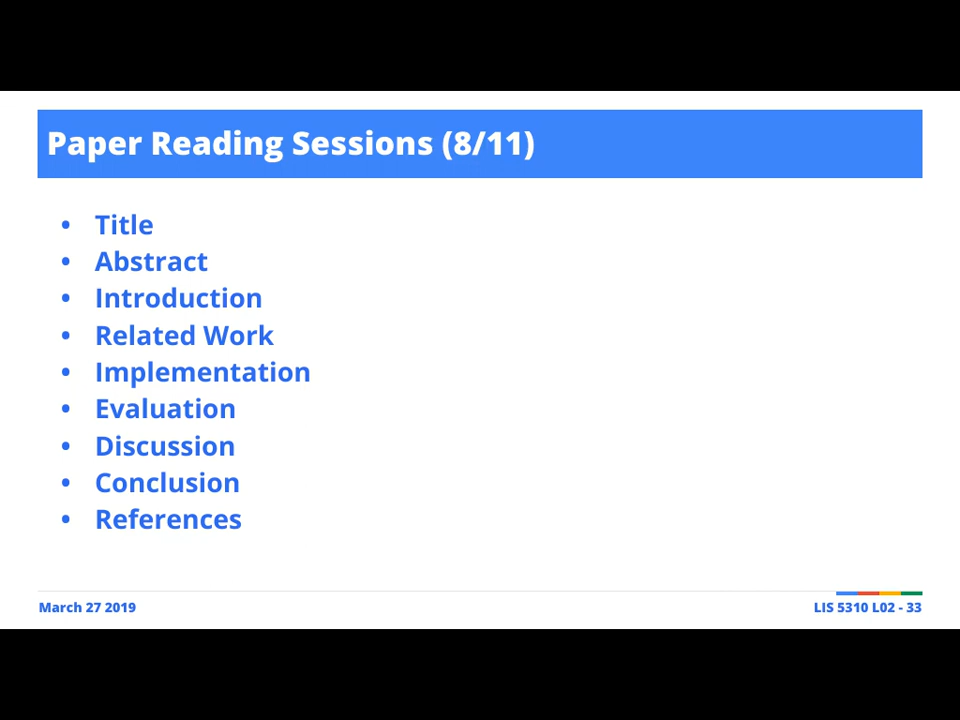 Paper Reading Sessions (8/11)
• Title
• Abstract
• Introduction
• Related Work
• Implementation
• Evaluation
• Discussion
• Conclusion
• References
March 27 2019
LIS 5310 L02 - 33